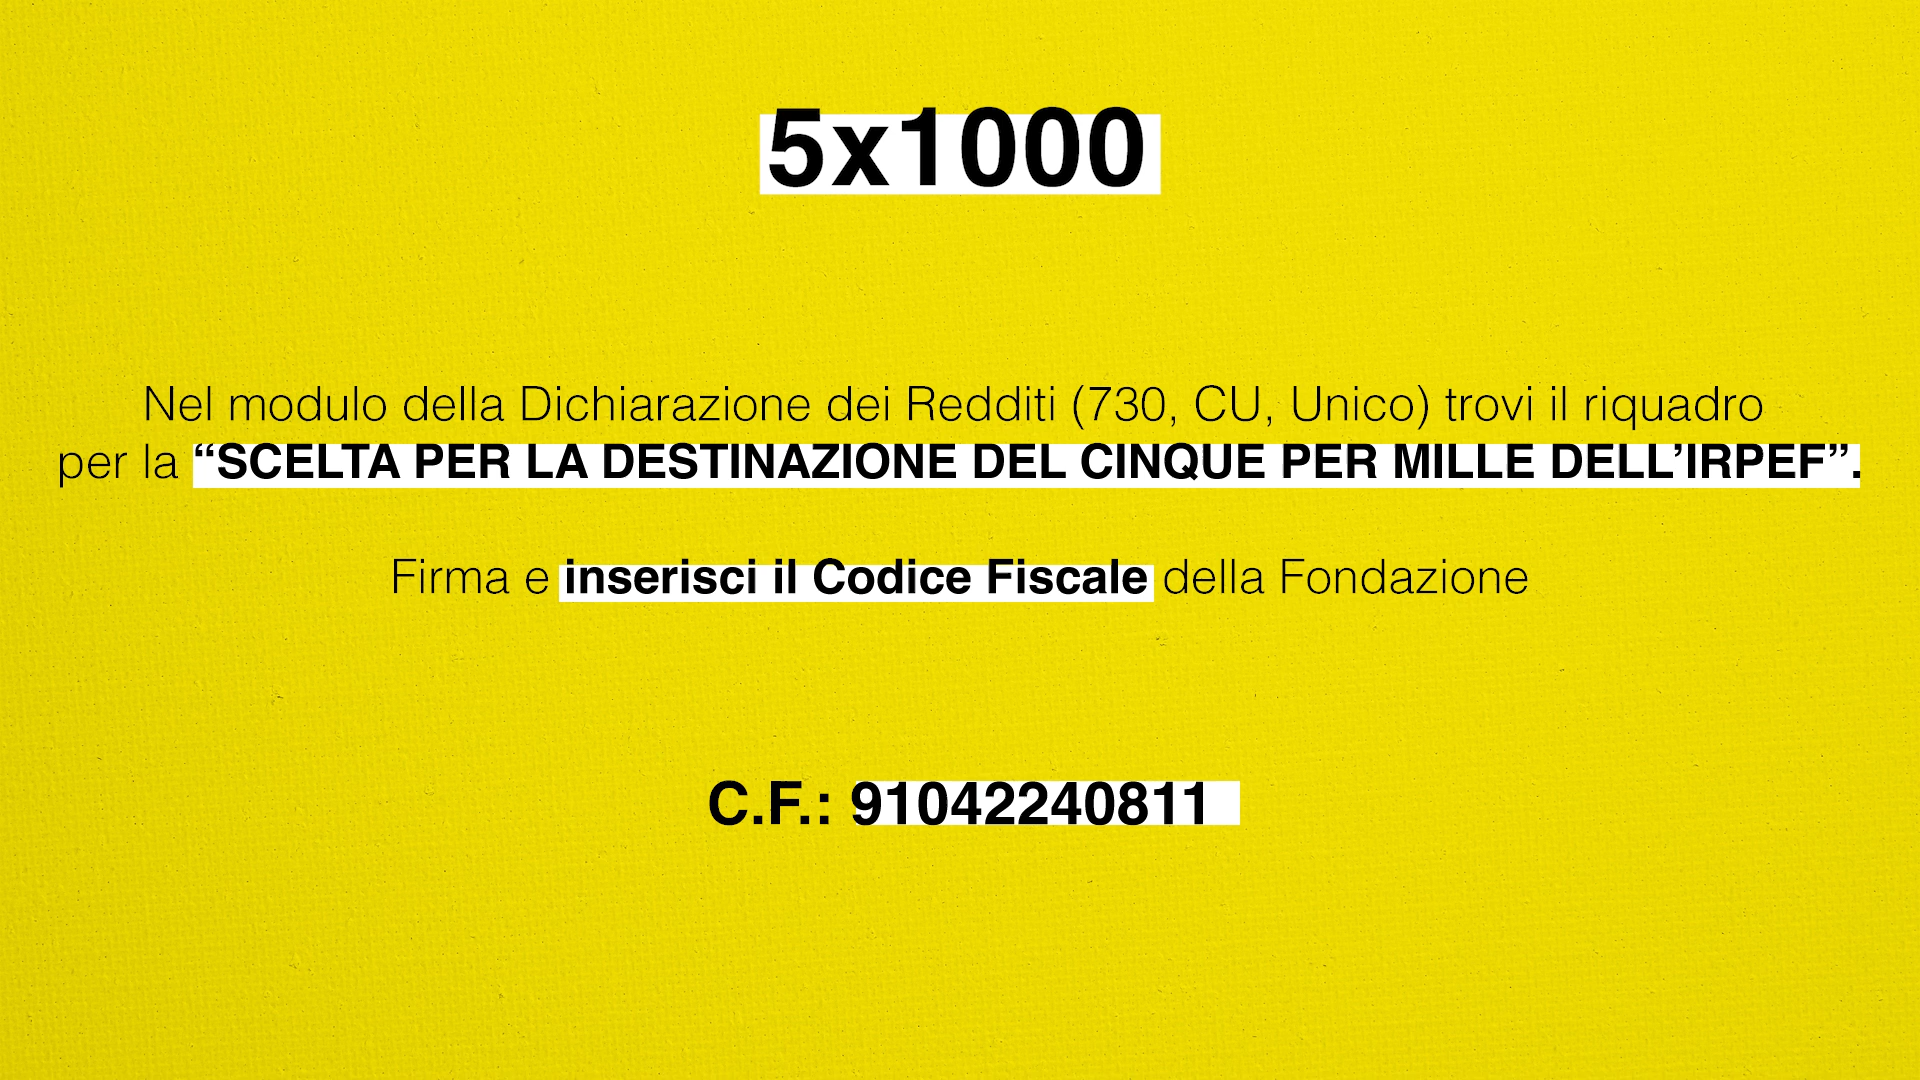 5x1000
Nel modulo della Dichiarazione dei Redditi (730, CU, Unico) trovi il riquadro
per la “SCELTA PER LA DESTINAZIONE DEL CINQUE PER MILLE DELL’IRPEF”.
Firma e inserisci il Codice Fiscale della Fondazione
C.F.: 91042240811